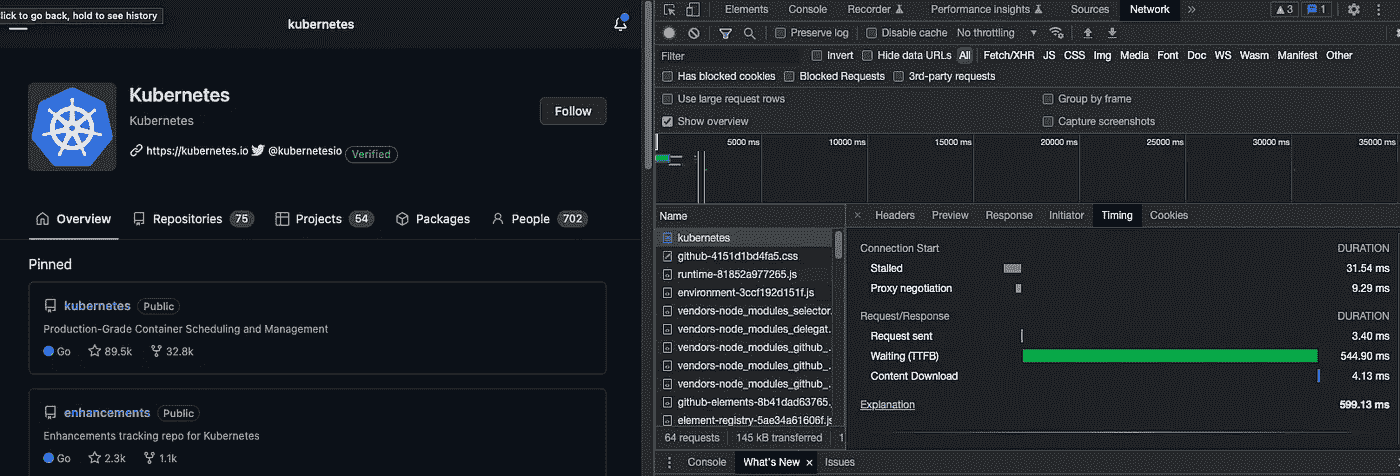 lick to go back, hold to see history
kubernetes
Kubernetes
Kubernetes
https://kubernetes.io @kubernetesio Verified
Follow
Overview Repositories 75 Projects 54 Packages People 702
Pinned
kubernetes Public
Production-Grade Container Scheduling and Management
Go 89.5k 32.8k
enhancements Public
Enhancements tracking repo for Kubernetes
Go 2.3k 1.1k
Elements Console Recorder Performance insights Sources Network 3 1
Preserve log Disable cache No throttling
Filter Invert Hide data URLs All Fetch/XHR JS CSS Img Media Font Doc WS Wasm Manifest Other
Has blocked cookies Blocked Requests 3rd-party requests
Use large request rows Group by frame
Show overview Capture screenshots
5000 ms 10000 ms 15000 ms 20000 ms 25000 ms 30000 ms 35000 ms
Name
kubernetes
github-4151d1bd4fa5.css
runtime-81852a977265.js
environment-3ccf192d151f.js
vendors-node_modules_selector.
vendors-node_modules_delegat.
vendors-node_modules_github_.
vendors-node_modules_github_.
vendors-node_modules_github_.
github-elements-8b41dad63765.
element-registry-5ae34a61606f.js
64 requests 145 kB transferred 1
× Headers Preview Response Initiator Timing Cookies
Connection Start DURATION
Stalled 31.54 ms
Proxy negotiation 9.29 ms
Request/Response DURATION
Request sent 3.40 ms
Waiting (TTFB) 544.90 ms
Content Download 4.13 ms
Explanation 599.13 ms
Console What's New × Issues